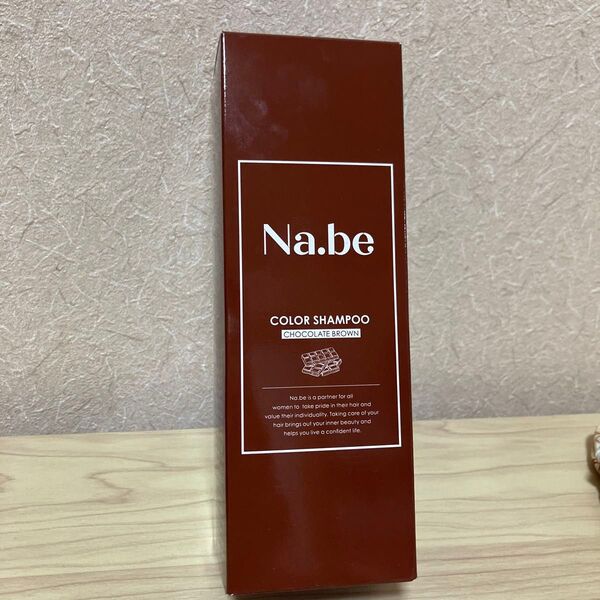 Na.be
COLOR SHAMPOO
CHOCOLATE BROWN
Na.be is a partner for all
women to take pride in their hair and
value their individuality. Taking care of your
hair brings out your inner beauty and
helps you live a confident life.